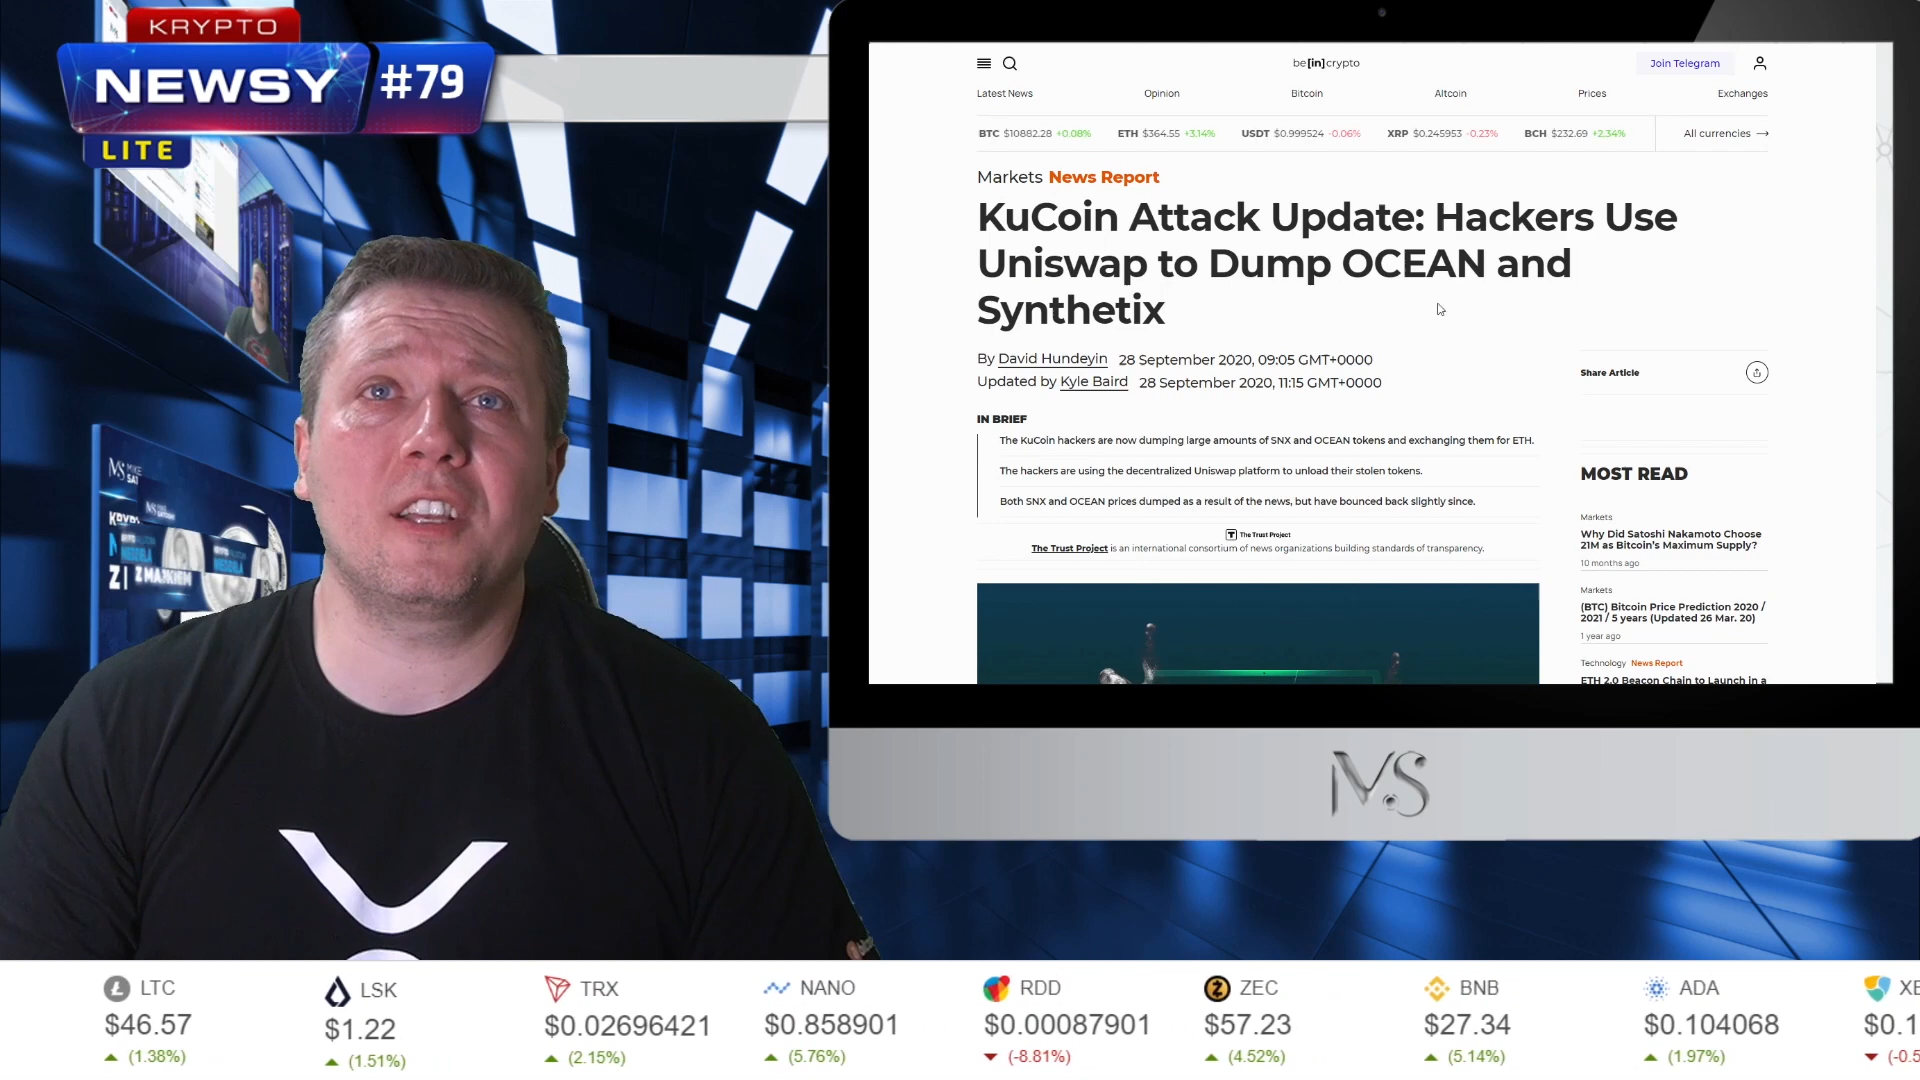 KRYPTO
NEWSY #79
LITE
MS MIKE
be[in]crypto
Join Telegram
Latest News Opinion Bitcoin Altcoin Prices Exchanges
BTC $10882.28 +0.08% ETH $364.55 +3.14% USDT $0.999524 -0.06% XRP $0.245953 -0.23% BCH $232.69 +2.34% All currencies →
Markets News Report
KuCoin Attack Update: Hackers Use
Uniswap to Dump OCEAN and
Synthetix
By David Hundeyin 28 September 2020, 09:05 GMT+0000
Updated by Kyle Baird 28 September 2020, 11:15 GMT+0000
Share Article
IN BRIEF
The KuCoin hackers are now dumping large amounts of SNX and OCEAN tokens and exchanging them for ETH.
The hackers are using the decentralized Uniswap platform to unload their stolen tokens.
Both SNX and OCEAN prices dumped as a result of the news, but have bounced back slightly since.
The Trust Project
The Trust Project is an international consortium of news organizations building standards of transparency.
MOST READ
Markets
Why Did Satoshi Nakamoto Choose
21M as Bitcoin's Maximum Supply?
10 months ago
Markets
(BTC) Bitcoin Price Prediction 2020 /
2021 / 5 years (Updated 26 Mar. 20)
1 year ago
Technology News Report
ETH 2.0 Beacon Chain to Launch in a
MS
LTC LSK TRX NANO RDD ZEC BNB ADA
$46.57 $1.22 $0.02696421 $0.858901 $0.00087901 $57.23 $27.34 $0.104068
(1.38%) (1.51%) (2.15%) (5.76%) (-8.81%) (4.52%) (5.14%) (1.97%)